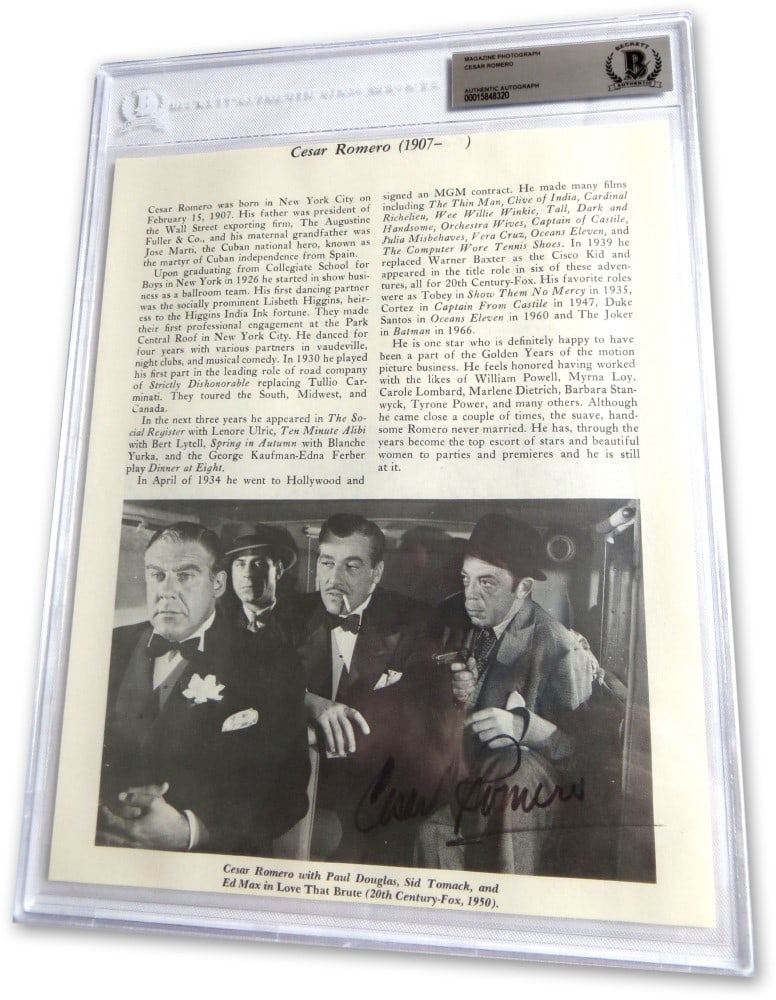 MAGAZINE PHOTOGRAPH
CESAR ROMERO
AUTHENTIC AUTOGRAPH
00015848320
BECKETT
B
AUTHENTIC
B
Cesar Romero (1907– )
Cesar Romero was born in New York City on
February 15, 1907. His father was president of
the Wall Street exporting firm, The Augustine
Fuller & Co., and his maternal grandfather was
Jose Marti, the Cuban national hero, known as
the martyr of Cuban independence from Spain.
Upon graduating from Collegiate School for
Boys in New York in 1926 he started in show busi-
ness as a ballroom team. His first dancing partner
was the socially prominent Lisbeth Higgins, heir-
ess to the Higgins India Ink fortune. They made
their first professional engagement at the Park
Central Roof in New York City. He danced for
four years with various partners in vaudeville,
night clubs, and musical comedy. In 1930 he played
his first part in the leading role of road company
of Strictly Dishonorable replacing Tullio Car-
minati. They toured the South, Midwest, and
Canada.
In the next three years he appeared in The So-
cial Register with Lenore Ulric, Ten Minute Alibi
with Bert Lytell, Spring in Autumn with Blanche
Yurka, and the George Kaufman-Edna Ferber
play Dinner at Eight.
In April of 1934 he went to Hollywood and
signed an MGM contract. He made many films
including The Thin Man, Clive of India, Cardinal
Richelieu, Wee Willie Winkie, Tall, Dark and
Handsome, Orchestra Wives, Captain of Castile,
Julia Misbehaves, Vera Cruz, Oceans Eleven, and
The Computer Wore Tennis Shoes. In 1939 he
replaced Warner Baxter as the Cisco Kid and
appeared in the title role in six of these adven-
tures, all for 20th Century-Fox. His favorite roles
were as Tobey in Show Them No Mercy in 1935,
Cortez in Captain From Castile in 1947, Duke
Santos in Oceans Eleven in 1960 and The Joker
in Batman in 1966.
He is one star who is definitely happy to have
been a part of the Golden Years of the motion
picture business. He feels honored having worked
with the likes of William Powell, Myrna Loy,
Carole Lombard, Marlene Dietrich, Barbara Stan-
wyck, Tyrone Power, and many others. Although
he came close a couple of times, the suave, hand-
some Romero never married. He has, through the
years become the top escort of stars and beautiful
women to parties and premieres and he is still
at it.
Cesar Romero
Cesar Romero with Paul Douglas, Sid Tomack, and
Ed Max in Love That Brute (20th Century-Fox, 1950).